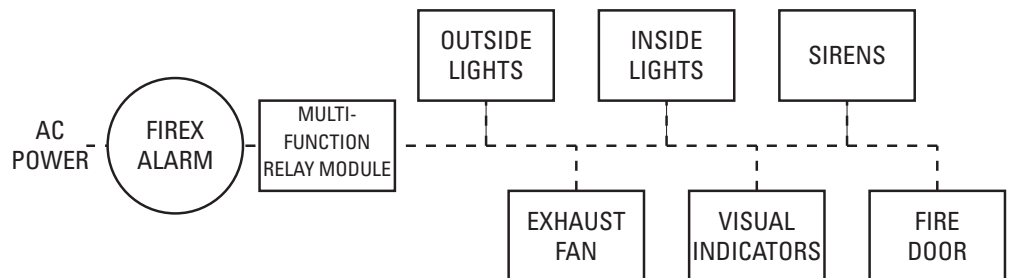 AC
POWER
FIREX
ALARM
MULTI-
FUNCTION
RELAY MODULE
OUTSIDE
LIGHTS
INSIDE
LIGHTS
SIRENS
EXHAUST
FAN
VISUAL
INDICATORS
FIRE
DOOR